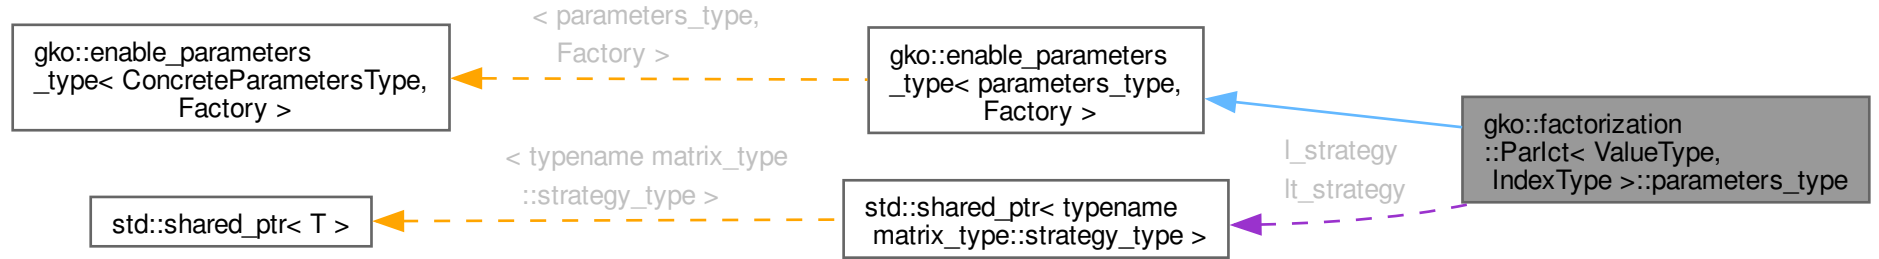 < parameters_type,
Factory >
gko::enable_parameters
_type< ConcreteParametersType,
Factory >
gko::enable_parameters
_type< parameters_type,
Factory >
gko::factorization
::ParIct< ValueType,
IndexType >::parameters_type
< typename matrix_type
::strategy_type >
l_strategy
lt_strategy
std::shared_ptr< T >
std::shared_ptr< typename
matrix_type::strategy_type >